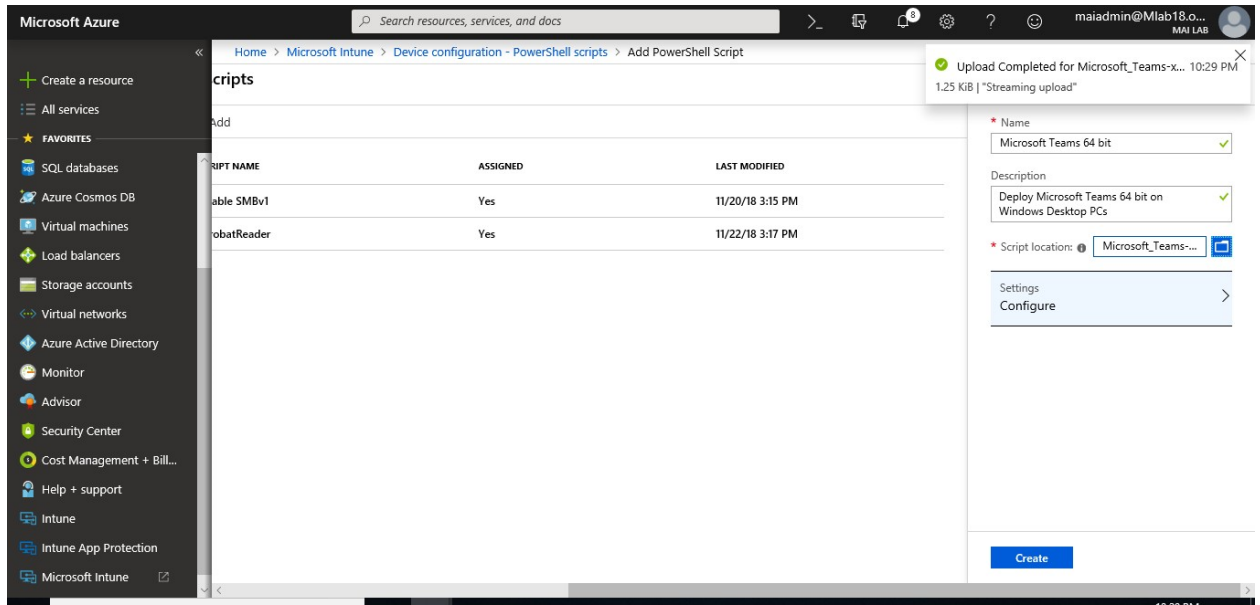 Microsoft Azure
Search resources, services, and docs
8
maiadmin@Mlab18.o...
MAI LAB
Home > Microsoft Intune > Device configuration - PowerShell scripts > Add PowerShell Script
Upload Completed for Microsoft_Teams-x... 10:29 PM
1.25 KiB | "Streaming upload"
Create a resource
All services
FAVORITES
SQL databases
Azure Cosmos DB
Virtual machines
Load balancers
Storage accounts
Virtual networks
Azure Active Directory
Monitor
Advisor
Security Center
Cost Management + Bill...
Help + support
Intune
Intune App Protection
Microsoft Intune
cripts
Add
RIPT NAME ASSIGNED LAST MODIFIED
able SMBv1 Yes 11/20/18 3:15 PM
robatReader Yes 11/22/18 3:17 PM
* Name
Microsoft Teams 64 bit
Description
Deploy Microsoft Teams 64 bit on
Windows Desktop PCs
* Script location: Microsoft_Teams-...
Settings
Configure
Create